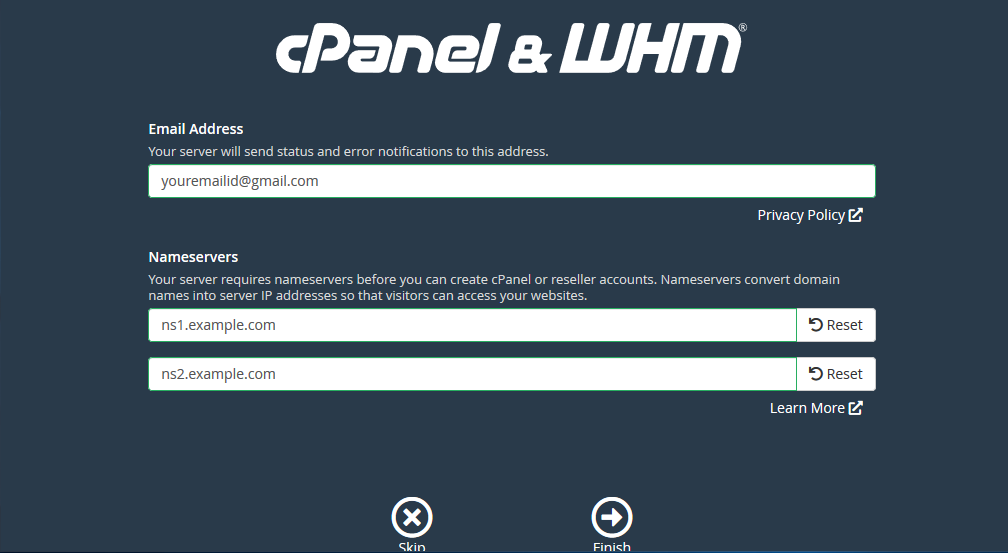 cPanel & WHM®
Email Address
Your server will send status and error notifications to this address.
youremailid@gmail.com
Privacy Policy
Nameservers
Your server requires nameservers before you can create cPanel or reseller accounts. Nameservers convert domain
names into server IP addresses so that visitors can access your websites.
ns1.example.com Reset
ns2.example.com Reset
Learn More
Skip Finish